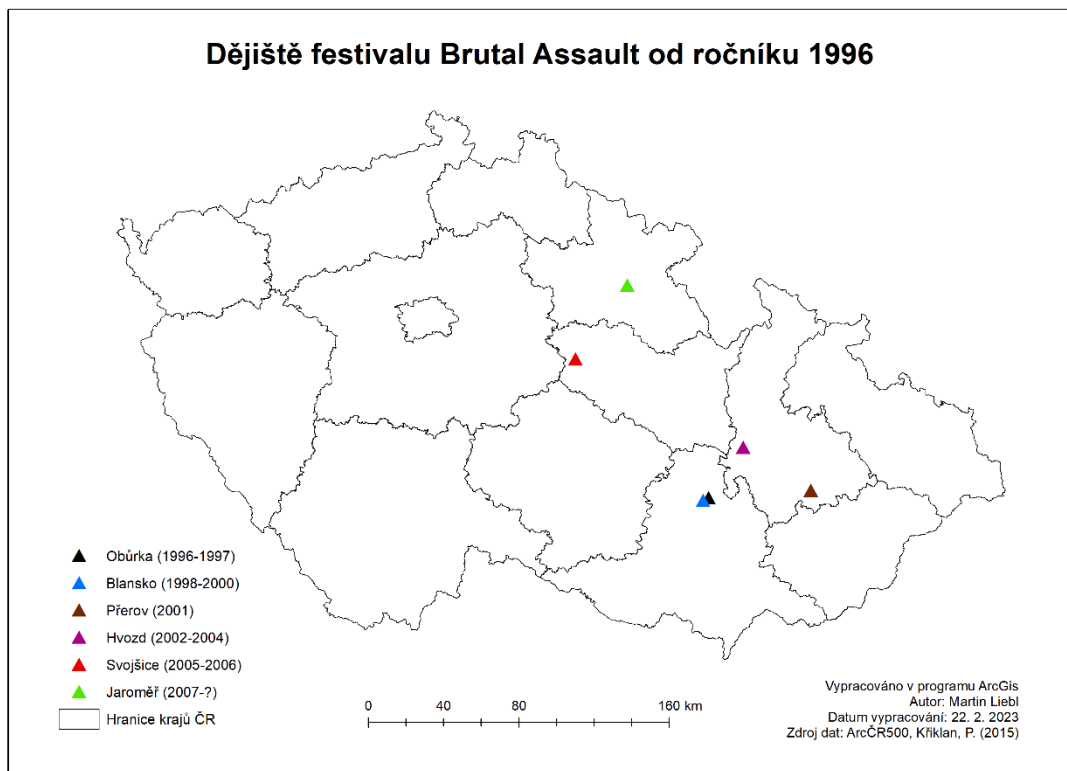 Dějiště festivalu Brutal Assault od ročníku 1996
Obůrka (1996-1997)
Blansko (1998-2000)
Přerov (2001)
Hvozd (2002-2004)
Svojšice (2005-2006)
Jaroměř (2007-?)
Hranice krajů ČR
0 40 80 160 km
Vypracováno v programu ArcGis
Autor: Martin Liebl
Datum vypracování: 22. 2. 2023
Zdroj dat: ArcČR500, Křiklan, P. (2015)